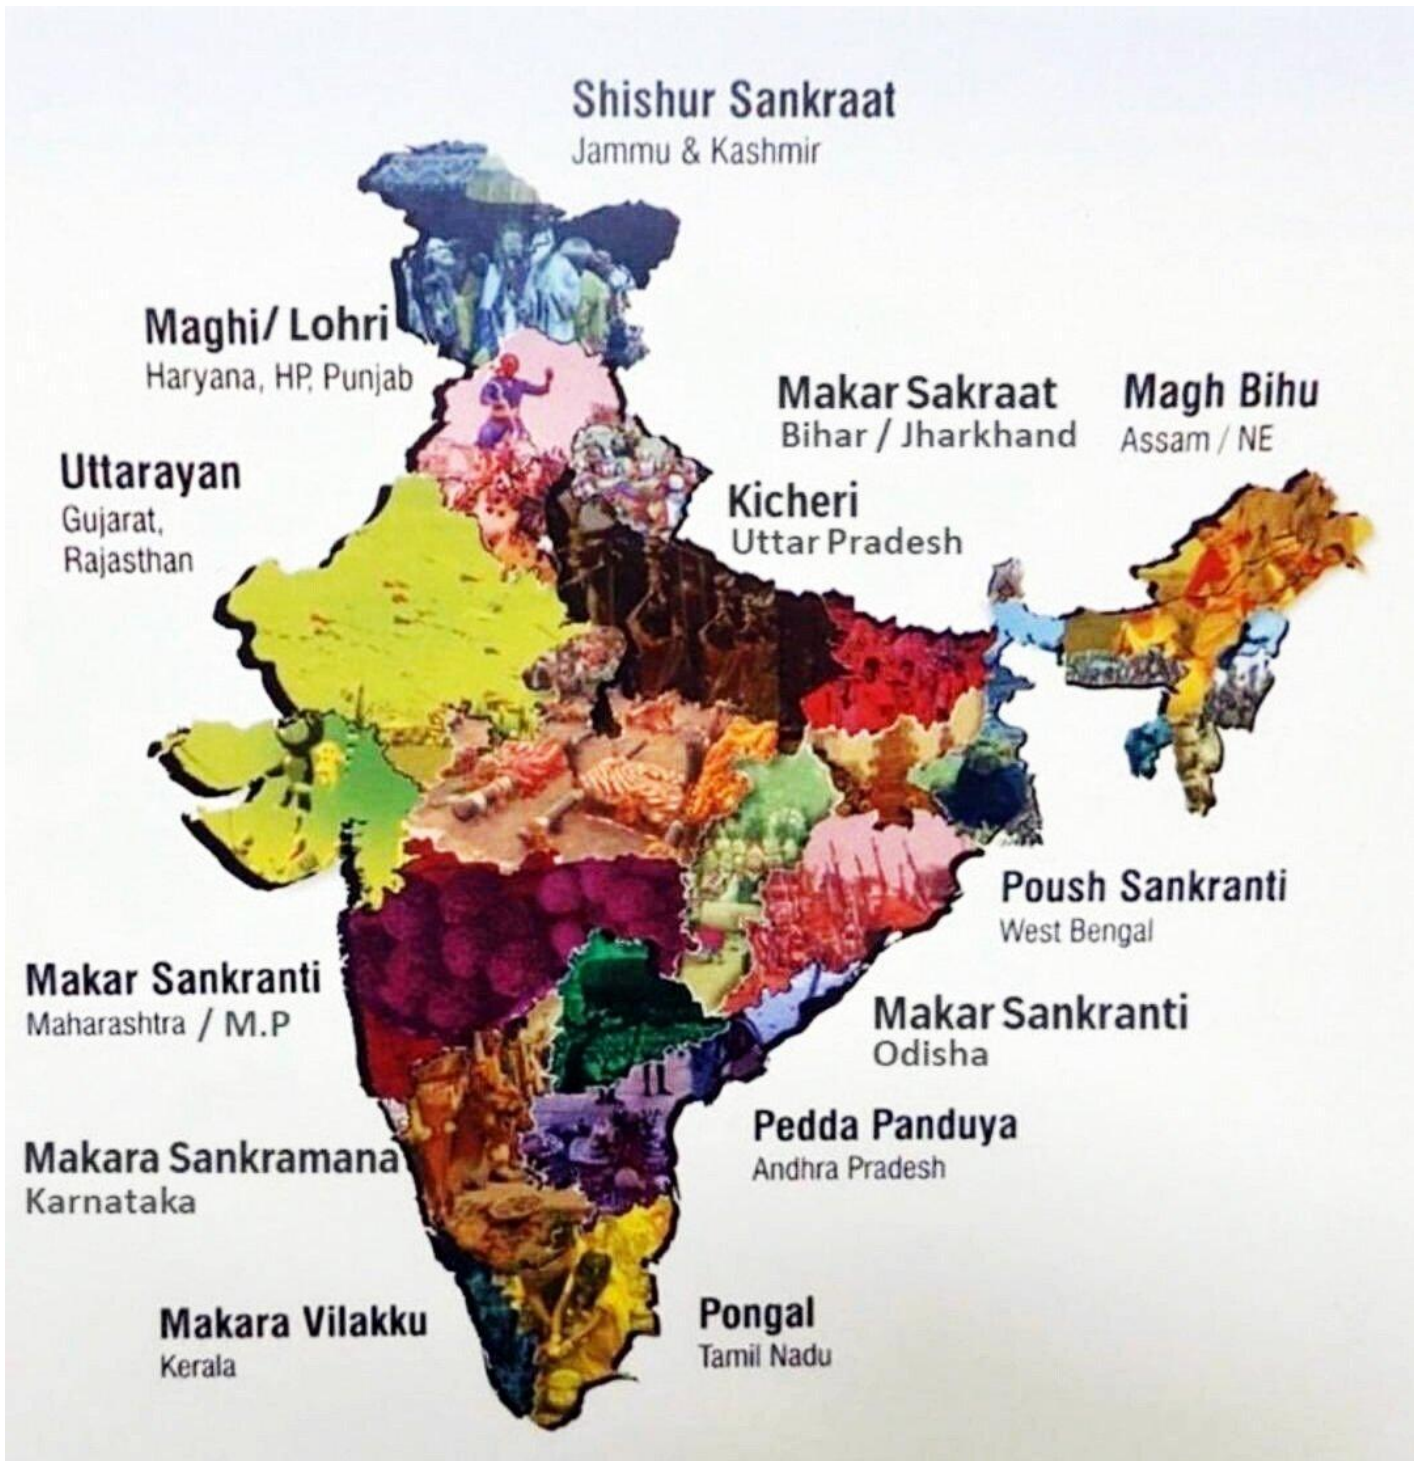 Shishur Sankraat
Jammu & Kashmir
Maghi/ Lohri
Haryana, HP, Punjab
Makar Sakraat
Bihar / Jharkhand
Magh Bihu
Assam / NE
Uttarayan
Gujarat,
Rajasthan
Kicheri
Uttar Pradesh
Poush Sankranti
West Bengal
Makar Sankranti
Maharashtra / M.P
Makar Sankranti
Odisha
Pedda Panduya
Andhra Pradesh
Makara Sankramana
Karnataka
Makara Vilakku
Kerala
Pongal
Tamil Nadu